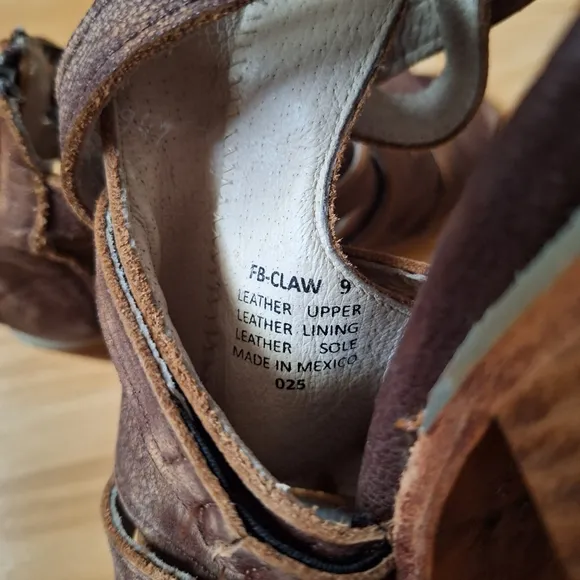 FB-CLAW 9
LEATHER UPPER
LEATHER LINING
LEATHER SOLE
MADE IN MEXICO
025